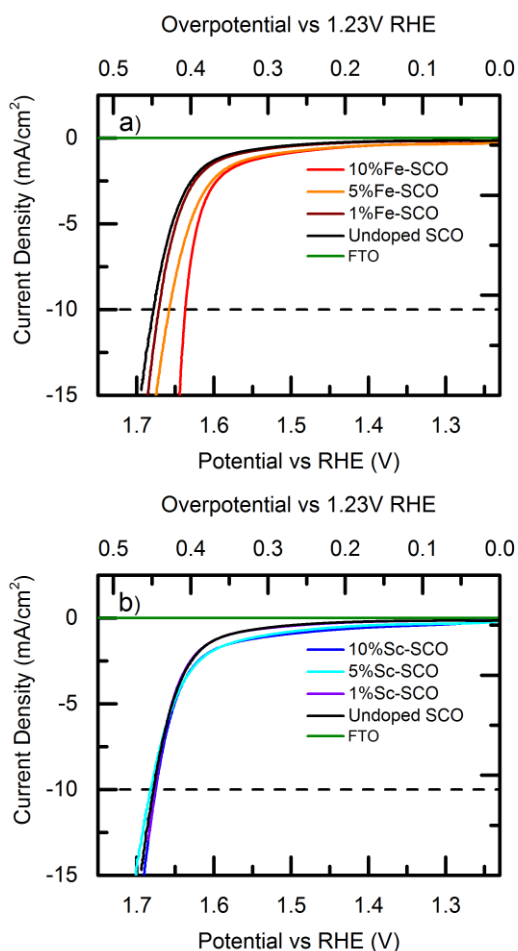 Overpotential vs 1.23V RHE
0.5 0.4 0.3 0.2 0.1 0.0
a)
0
-5
-10
-15
Current Density (mA/cm²)
10%Fe-SCO
5%Fe-SCO
1%Fe-SCO
Undoped SCO
FTO
1.7 1.6 1.5 1.4 1.3
Potential vs RHE (V)
Overpotential vs 1.23V RHE
0.5 0.4 0.3 0.2 0.1 0.0
b)
0
-5
-10
-15
Current Density (mA/cm²)
10%Sc-SCO
5%Sc-SCO
1%Sc-SCO
Undoped SCO
FTO
1.7 1.6 1.5 1.4 1.3
Potential vs RHE (V)